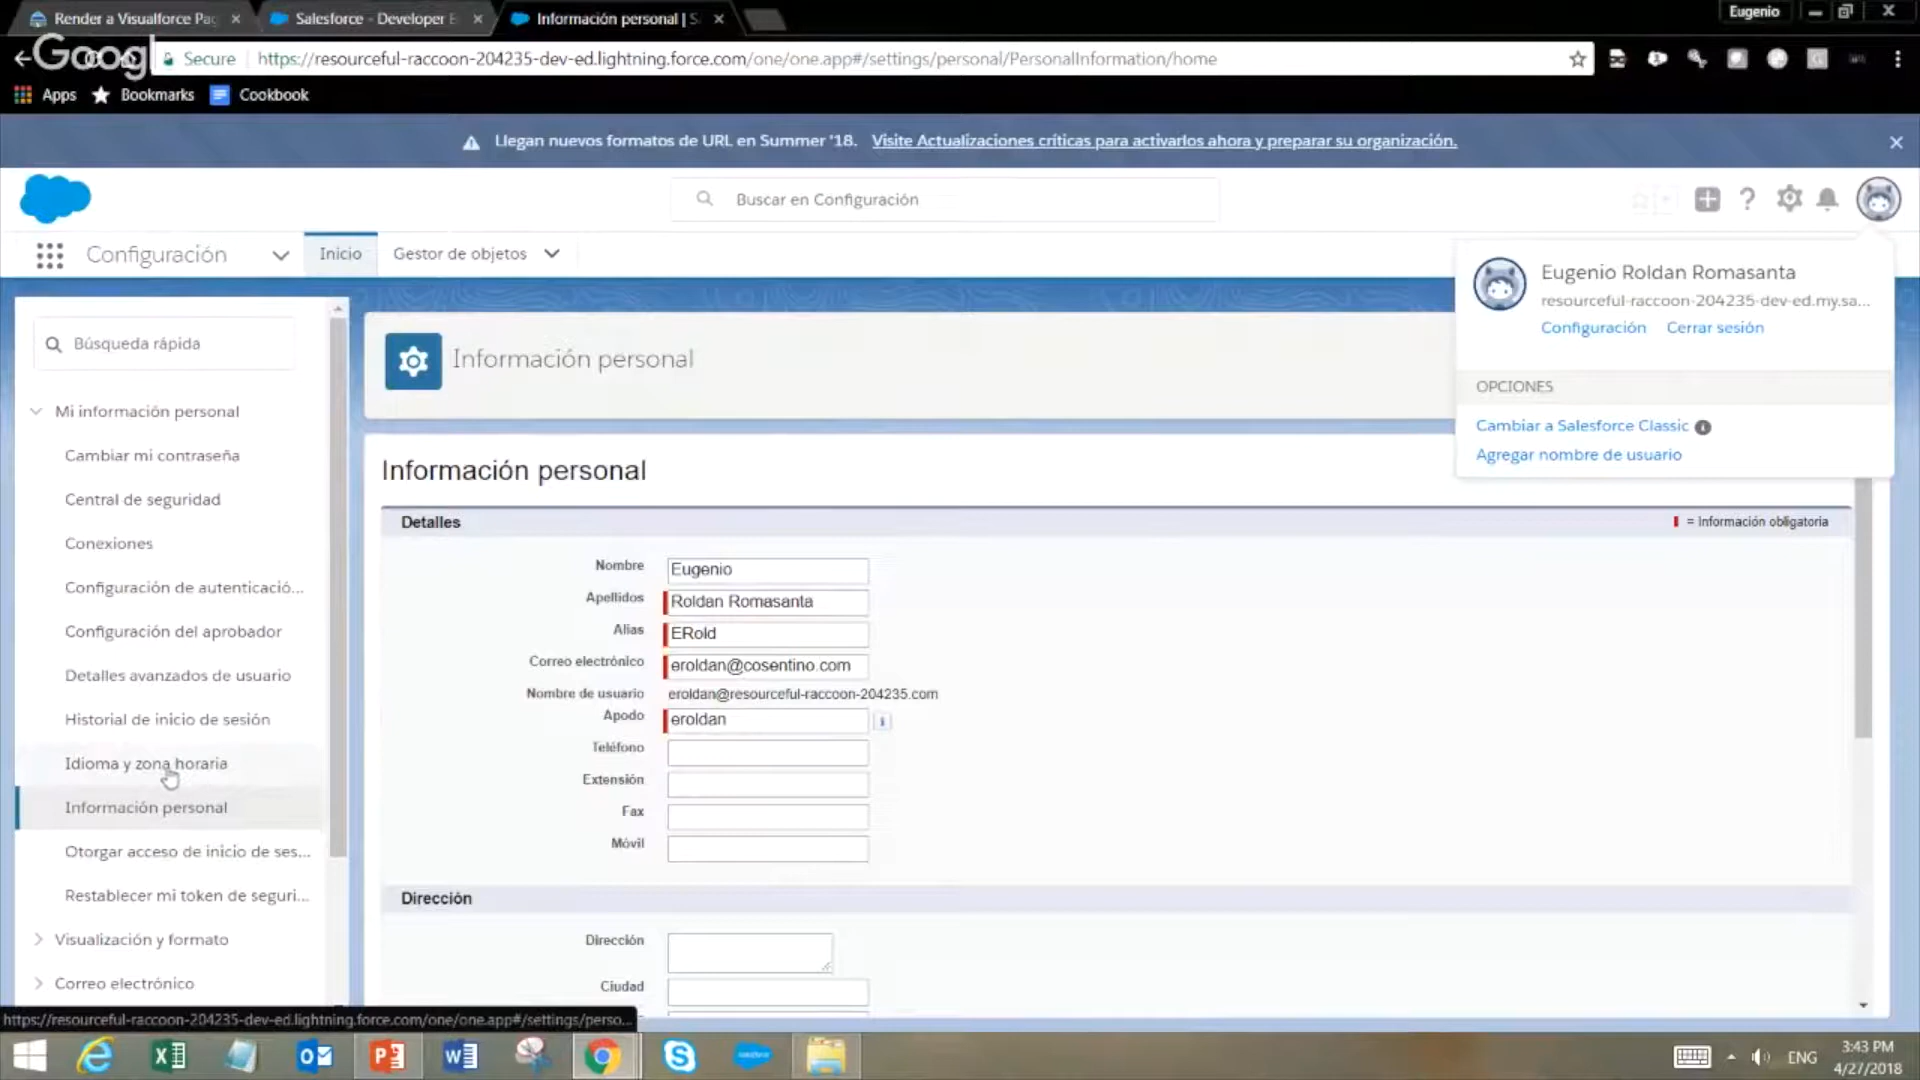 Render a Visualforce Pa
Salesforce - Developer E
Información personal | S
Eugenio
Google
Secure
https://resourceful-raccoon-204235-dev-ed.lightning.force.com/one/one.app#/settings/personal/PersonalInformation/home
Apps
Bookmarks
Cookbook
Llegan nuevos formatos de URL en Summer '18. Visite Actualizaciones críticas para activarlos ahora y preparar su organización.
Buscar en Configuración
Configuración
Inicio
Gestor de objetos
Eugenio Roldan Romasanta
resourceful-raccoon-204235-dev-ed.my.sa...
Configuración
Cerrar sesión
OPCIONES
Cambiar a Salesforce Classic
Agregar nombre de usuario
Búsqueda rápida
Mi información personal
Cambiar mi contraseña
Central de seguridad
Conexiones
Configuración de autenticació...
Configuración del aprobador
Detalles avanzados de usuario
Historial de inicio de sesión
Idioma y zona horaria
Información personal
Otorgar acceso de inicio de ses...
Restablecer mi token de seguri...
Visualización y formato
Correo electrónico
Información personal
Información personal
Detalles
= Información obligatoria
Nombre
Eugenio
Apellidos
Roldan Romasanta
Alias
ERold
Correo electrónico
eroldan@cosentino.com
Nombre de usuario
eroldan@resourceful-raccoon-204235.com
Apodo
eroldan
Teléfono
Extensión
Fax
Móvil
Dirección
Dirección
Ciudad
https://resourceful-raccoon-204235-dev-ed.lightning.force.com/one/one.app#/settings/perso...
ENG
3:43 PM
4/27/2018